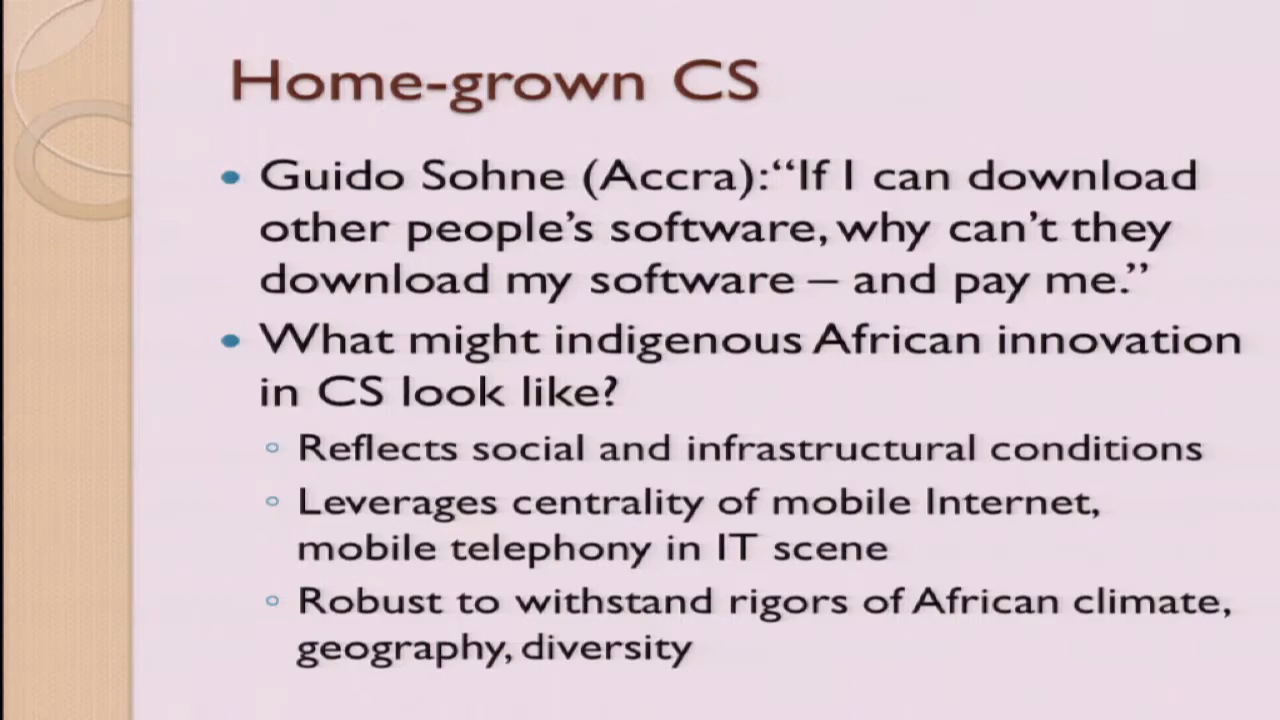 Home-grown CS
• Guido Sohne (Accra): “If I can download
other people’s software, why can’t they
download my software – and pay me.”
• What might indigenous African innovation
in CS look like?
◦ Reflects social and infrastructural conditions
◦ Leverages centrality of mobile Internet,
mobile telephony in IT scene
◦ Robust to withstand rigors of African climate,
geography, diversity